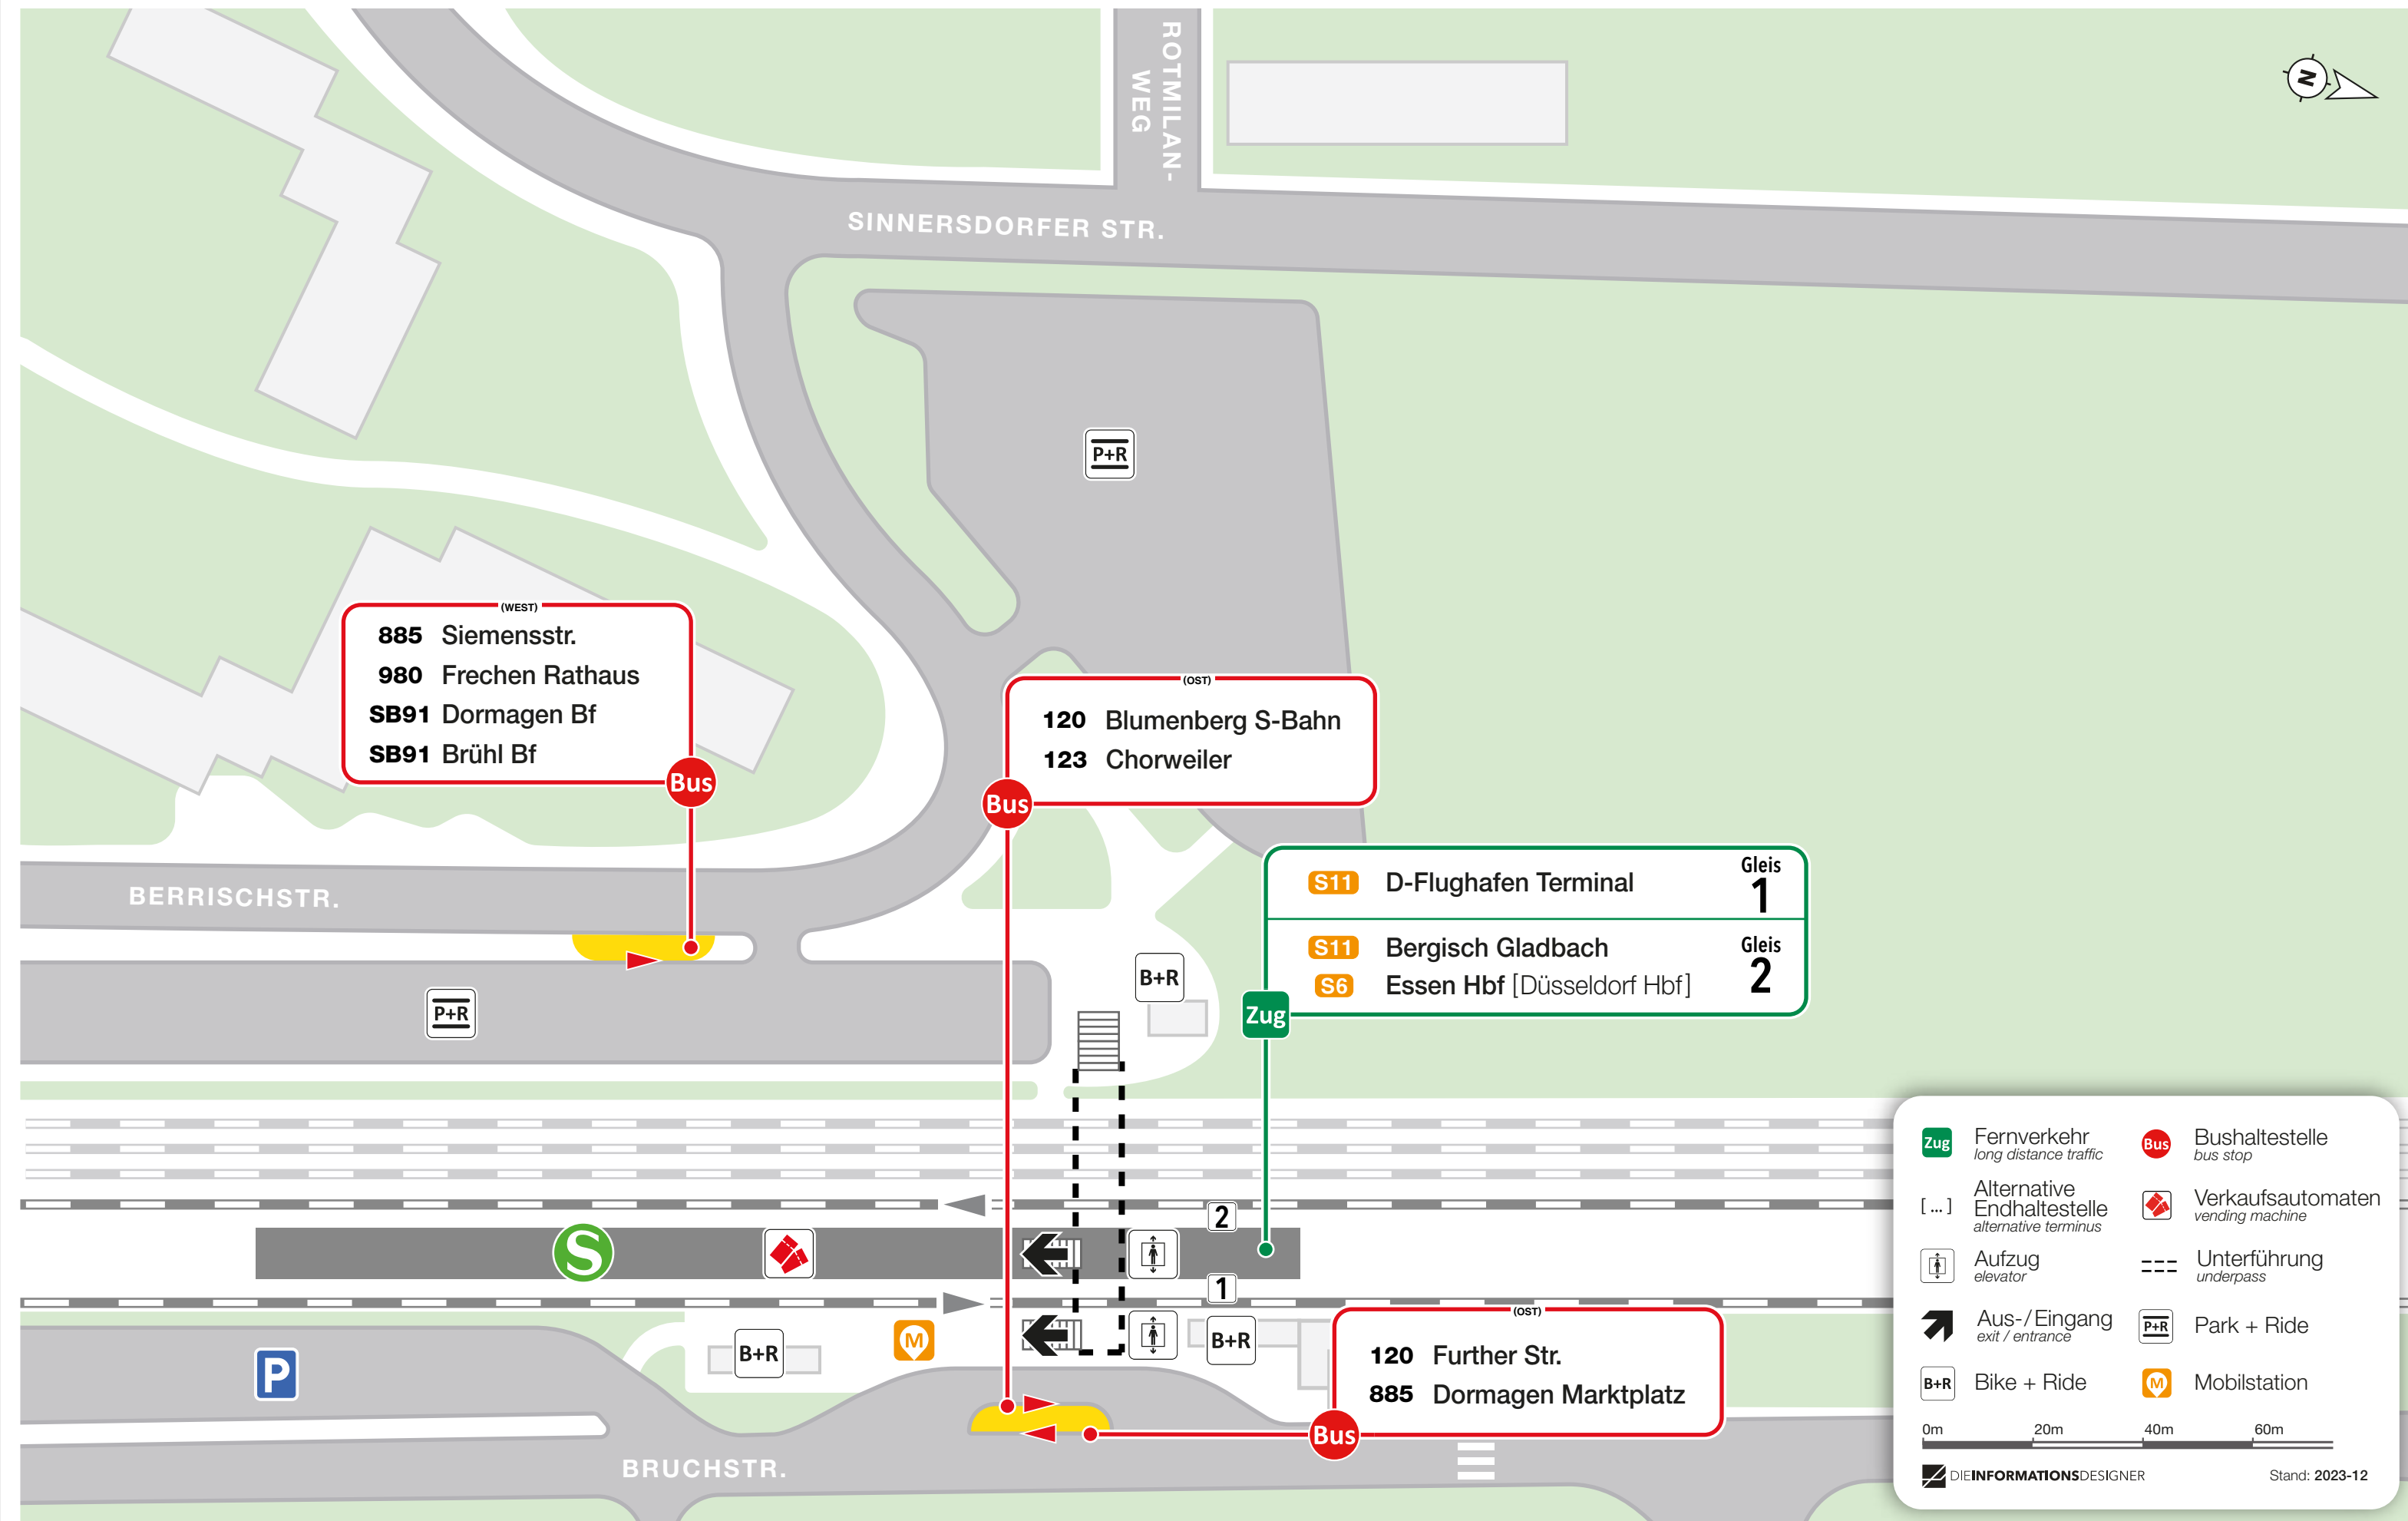 ROTMILAN-
WEG
N
SINNERSDORFER STR.
P+R
(WEST)
885 Siemensstr.
980 Frechen Rathaus
SB91 Dormagen Bf
SB91 Brühl Bf
Bus
(OST)
120 Blumenberg S-Bahn
123 Chorweiler
Bus
BERRISCHSTR.
S11 D-Flughafen Terminal Gleis 1
S11 Bergisch Gladbach Gleis 2
S6 Essen Hbf [Düsseldorf Hbf]
Zug
B+R
P+R
2
S
1
B+R
M
B+R
P
(OST)
120 Further Str.
885 Dormagen Marktplatz
Bus
BRUCHSTR.
Zug Fernverkehr
long distance traffic
[ ... ] Alternative
Endhaltestelle
alternative terminus
Aufzug
elevator
Aus-/Eingang
exit / entrance
B+R Bike + Ride
Bus Bushaltestelle
bus stop
Verkaufsautomaten
vending machine
Unterführung
underpass
P+R Park + Ride
M Mobilstation
0m 20m 40m 60m
DIEINFORMATIONSDESIGNER
Stand: 2023-12